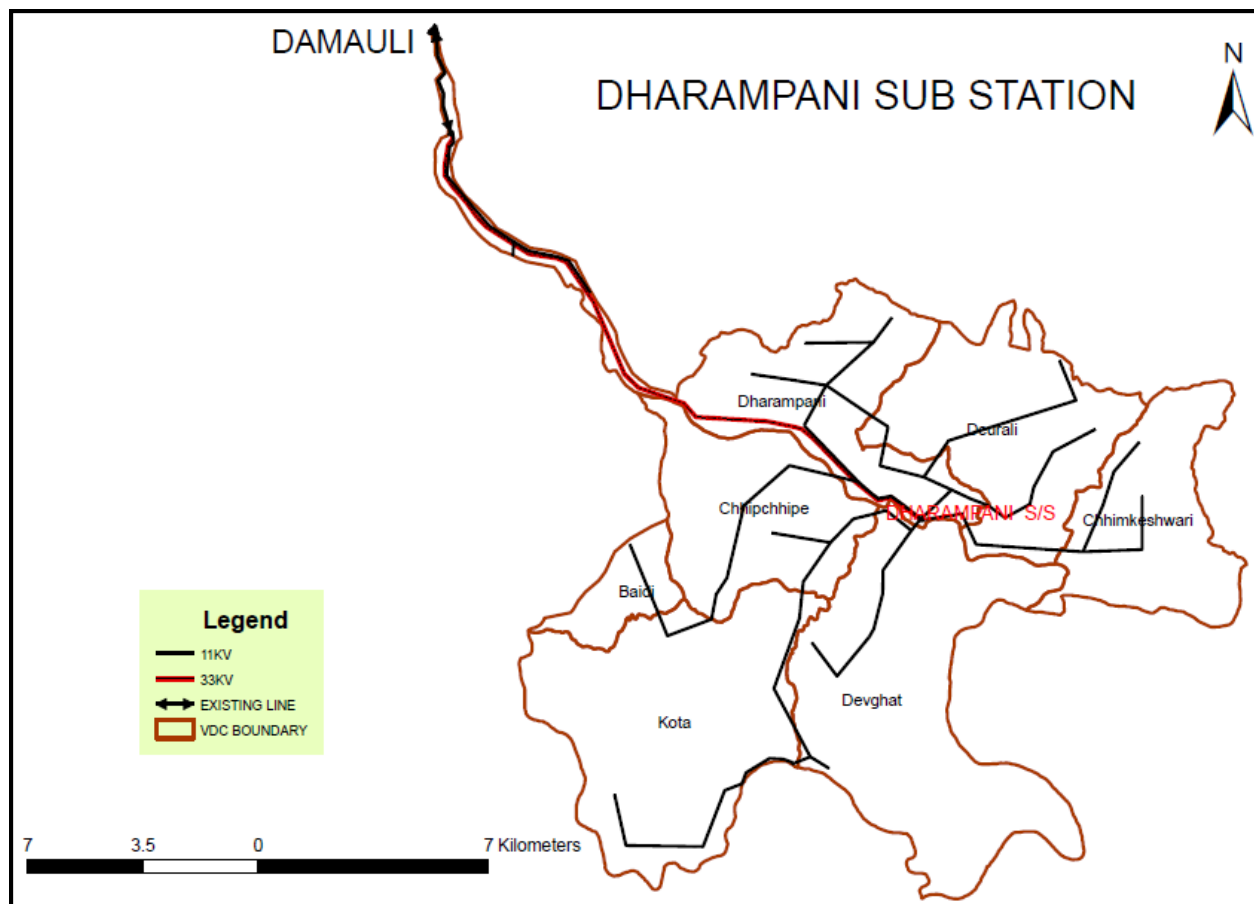 DAMAULI
N
DHARAMPANI SUB STATION
Dharampani
Deurali
Chhipchhipe
DHARAMPANI S/S
Chhimkeshwari
Baidi
Devghat
Kota
Legend
11KV
33KV
EXISTING LINE
VDC BOUNDARY
7 3.5 0 7 Kilometers